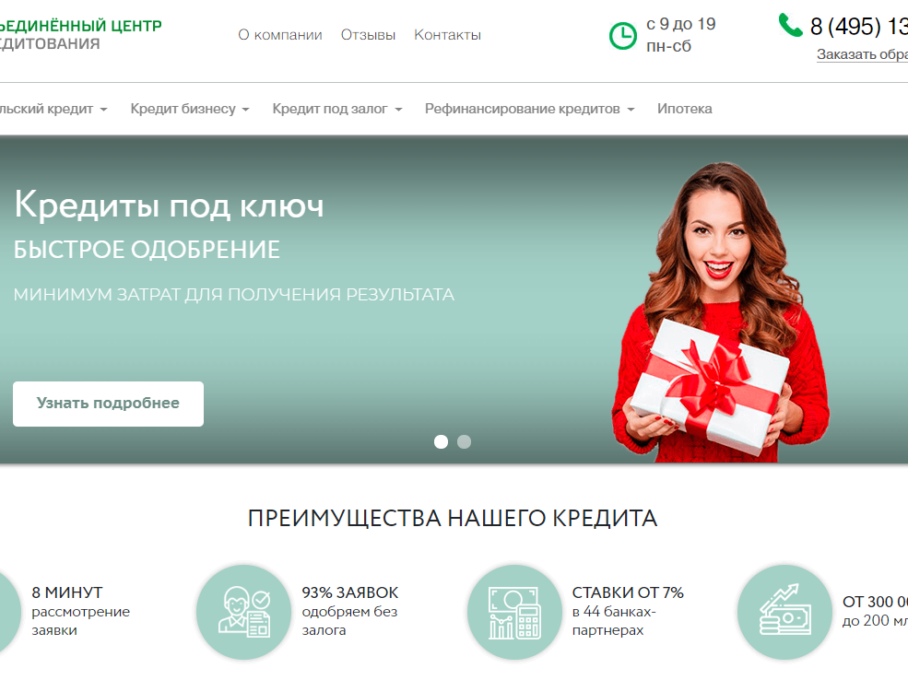 ЪЕДИНЁННЫЙ ЦЕНТР
ЕДИТОВАНИЯ
О компании Отзывы Контакты
с 9 до 19
пн-сб
8 (495) 13
Заказать обра
льский кредит Кредит бизнесу Кредит под залог Рефинансирование кредитов Ипотека
Кредиты под ключ
БЫСТРОЕ ОДОБРЕНИЕ
МИНИМУМ ЗАТРАТ ДЛЯ ПОЛУЧЕНИЯ РЕЗУЛЬТАТА
Узнать подробнее
ПРЕИМУЩЕСТВА НАШЕГО КРЕДИТА
8 МИНУТ
рассмотрение
заявки
93% ЗАЯВОК
одобряем без
залога
СТАВКИ ОТ 7%
в 44 банках-
партнерах
ОТ 300 00
до 200 мл